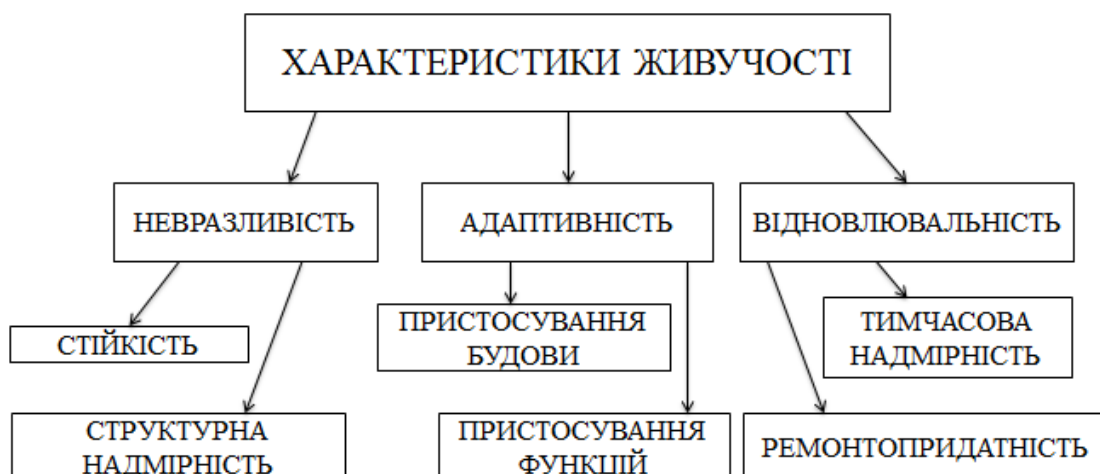 ХАРАКТЕРИСТИКИ ЖИВУЧОСТІ
НЕВРАЗЛИВІСТЬ
АДАПТИВНІСТЬ
ВІДНОВЛЮВАЛЬНІСТЬ
СТІЙКІСТЬ
ПРИСТОСУВАННЯ
БУДОВИ
ТИМЧАСОВА
НАДМІРНІСТЬ
СТРУКТУРНА
НАДМІРНІСТЬ
ПРИСТОСУВАННЯ
ФУНКЦІЙ
РЕМОНТОПРИДАТНІСТЬ